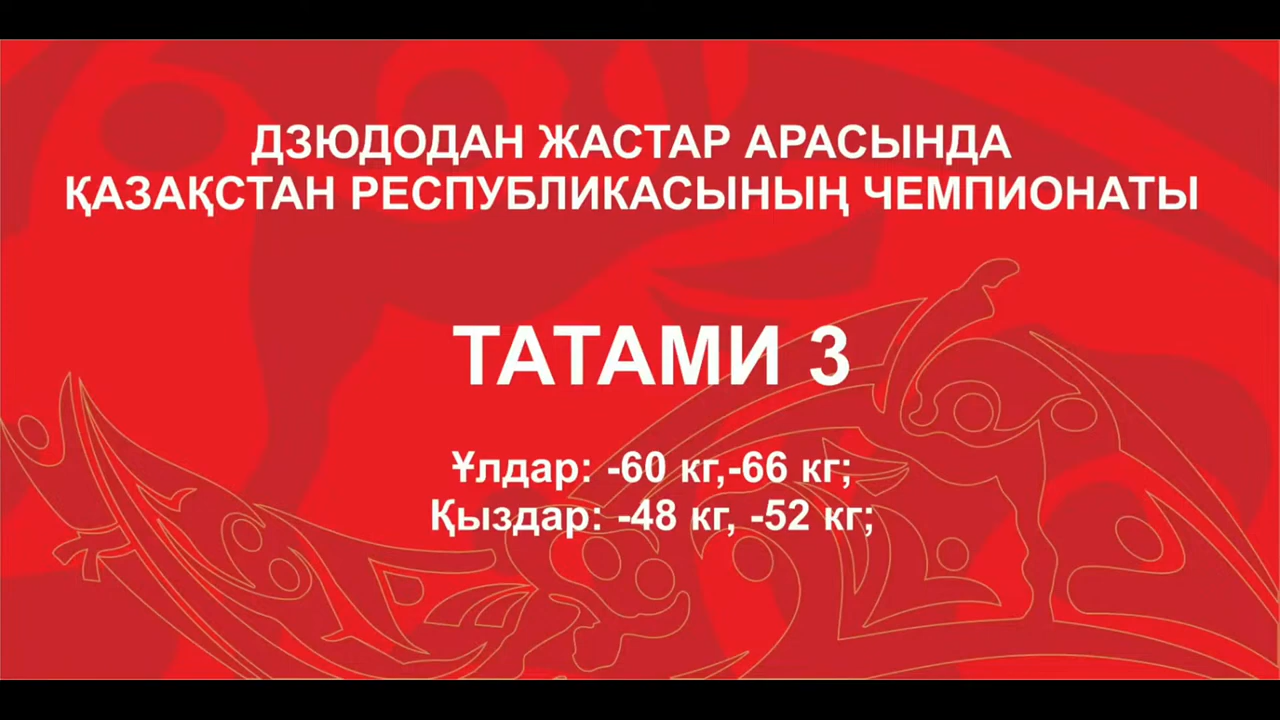 ДЗЮДОДАН ЖАСТАР АРАСЫНДА
ҚАЗАҚСТАН РЕСПУБЛИКАСЫНЫҢ ЧЕМПИОНАТЫ
ТАТАМИ 3
Ұлдар: -60 кг,-66 кг;
Қыздар: -48 кг, -52 кг;